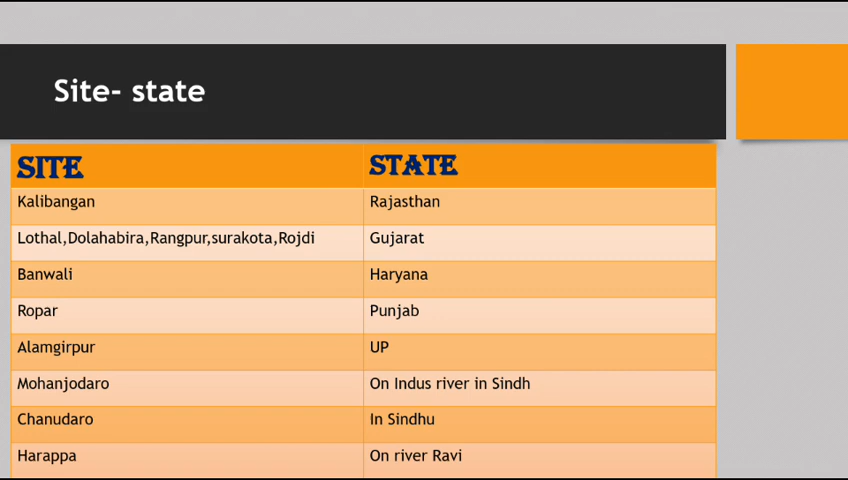 Site- state
SITE STATE
Kalibangan Rajasthan
Lothal,Dolahabira,Rangpur,surakota,Rojdi Gujarat
Banwali Haryana
Ropar Punjab
Alamgirpur UP
Mohanjodaro On Indus river in Sindh
Chanudaro In Sindhu
Harappa On river Ravi